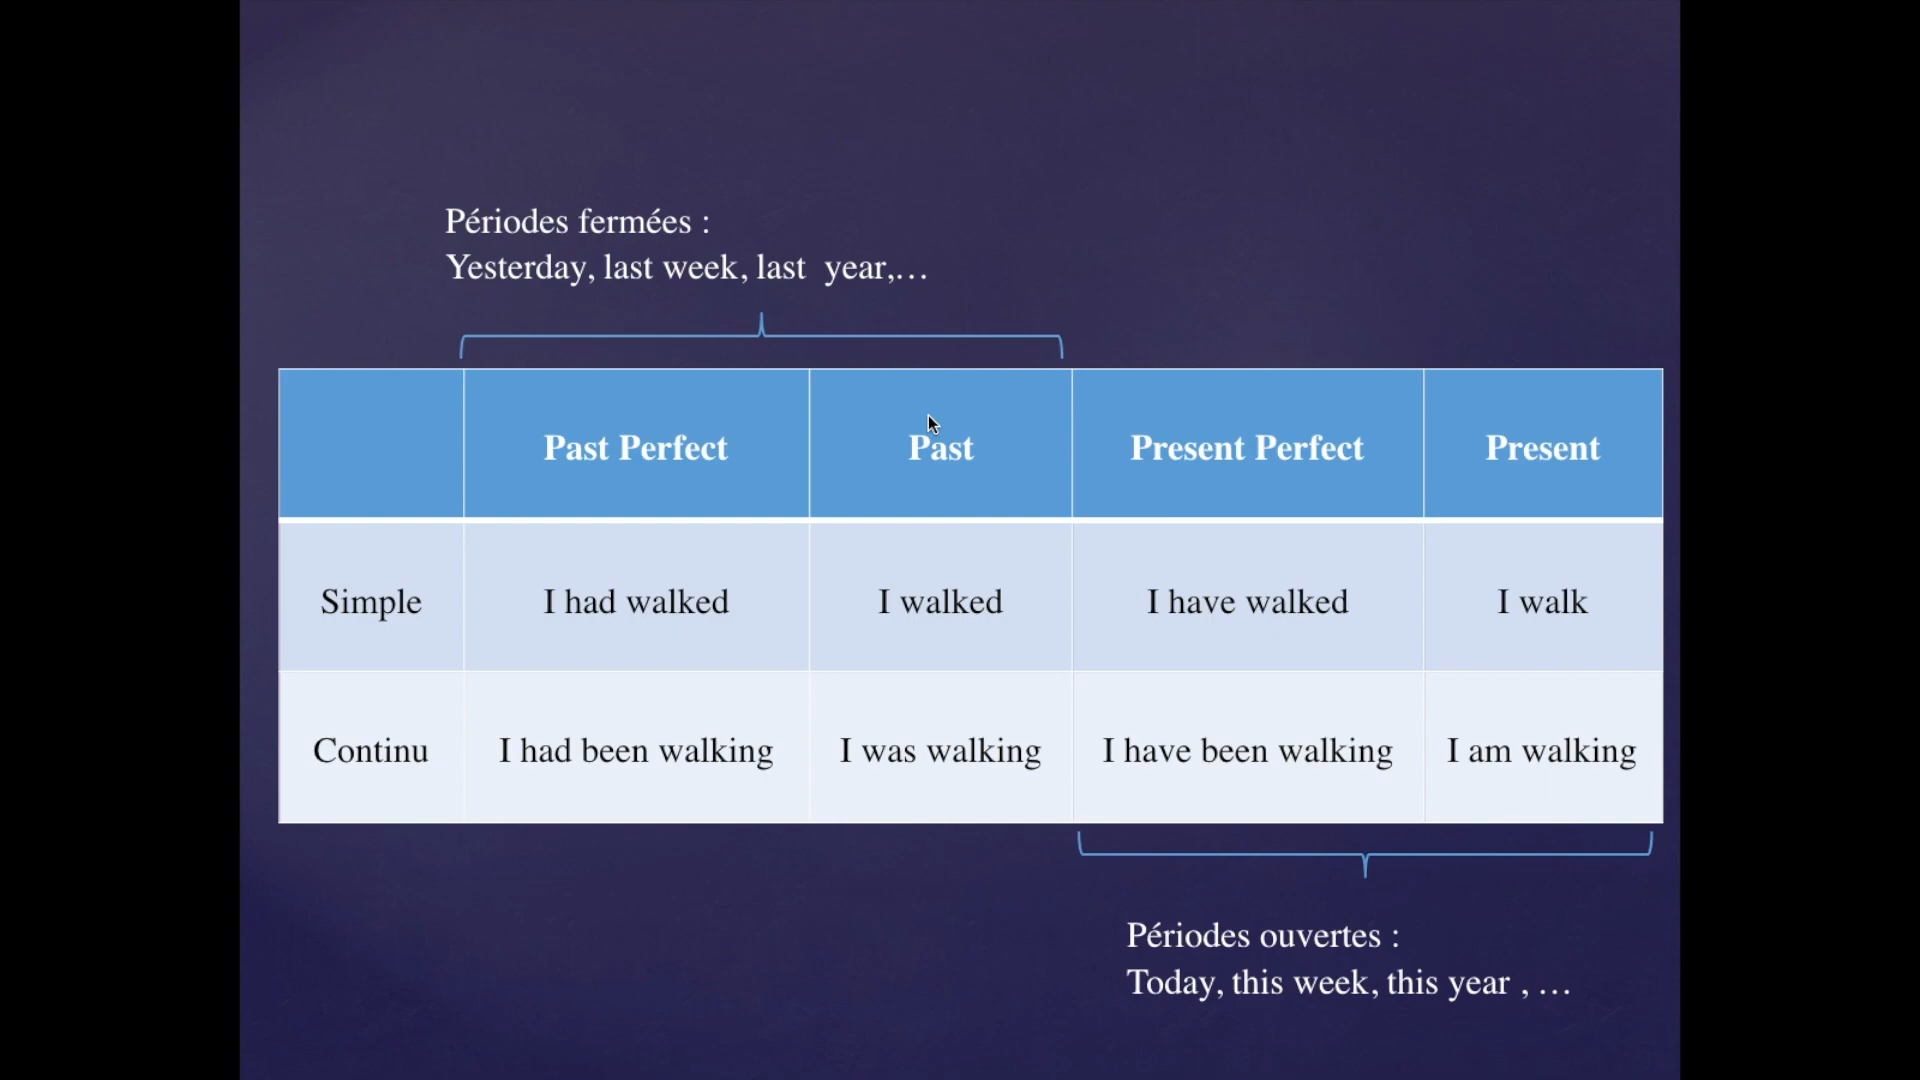 Périodes fermées :
Yesterday, last week, last year,…
Past Perfect Past Present Perfect Present
Simple I had walked I walked I have walked I walk
Continu I had been walking I was walking I have been walking I am walking
Périodes ouvertes :
Today, this week, this year , …